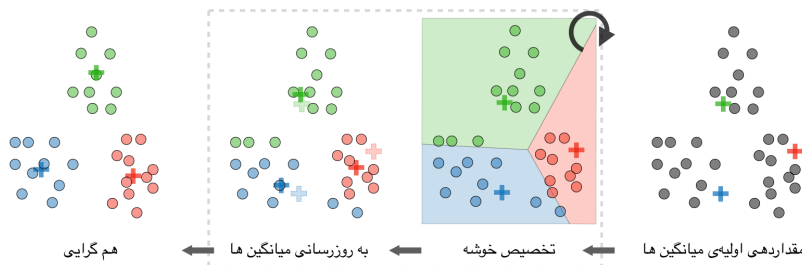 مقداردهی اولیه‌ی میانگین ها
تخصیص خوشه
به روزرسانی میانگین ها
هم گرایی